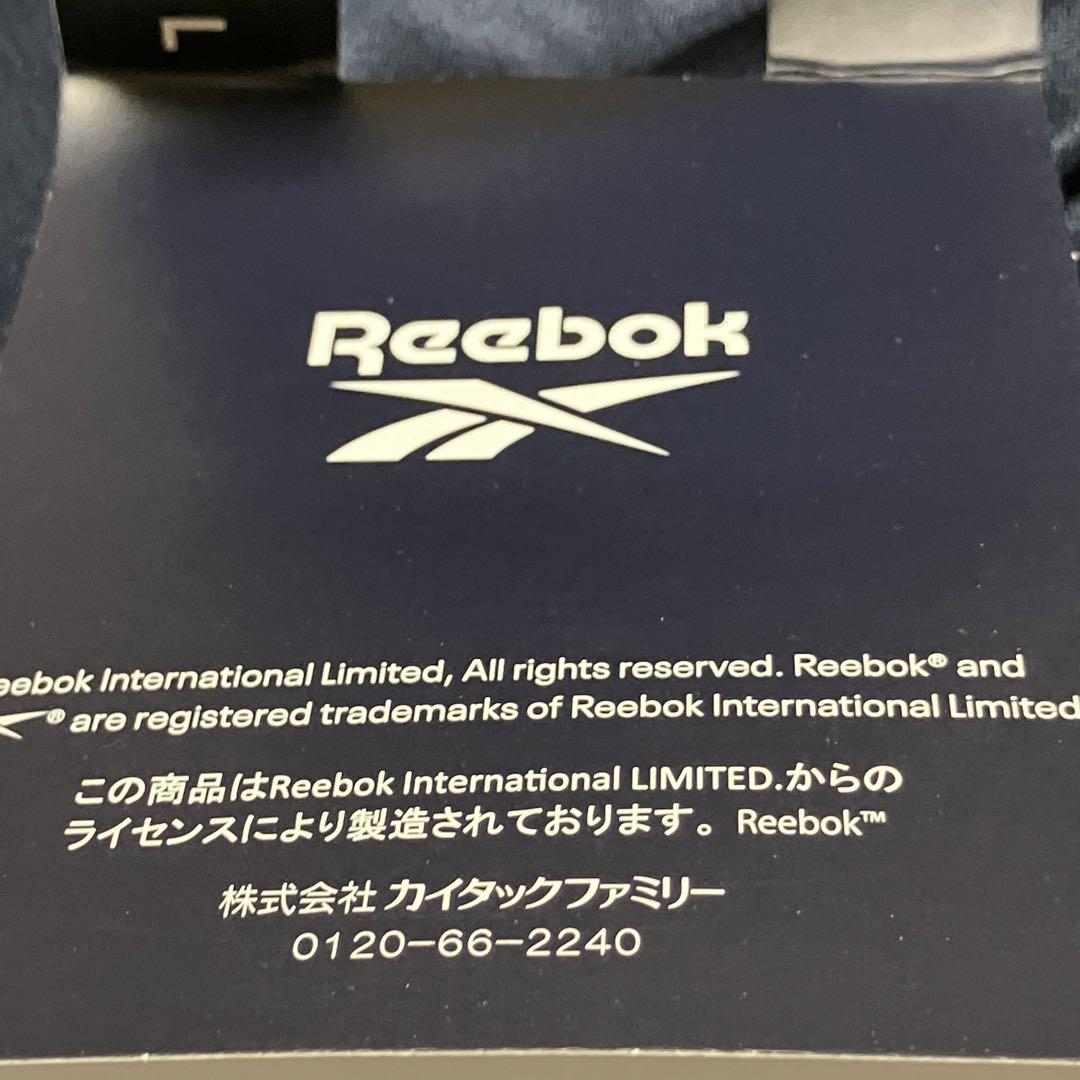 L
Reebok
International Limited, All rights reserved. Reebok® and
® are registered trademarks of Reebok International Limited
この商品はReebok International LIMITED.からの
ライセンスにより製造されております。Reebok™
株式会社 カイタックファミリー
0120-66-2240